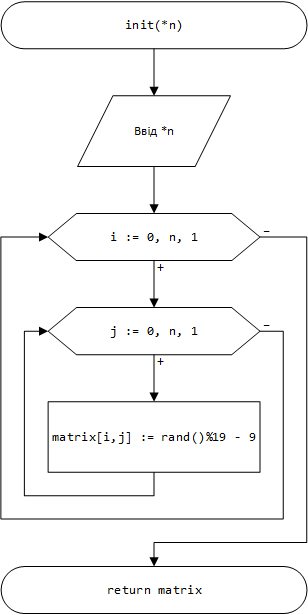 init(*n)
Ввід *n
i := 0, n, 1
–
+
j := 0, n, 1
–
+
matrix[i,j] := rand()%19 - 9
return matrix